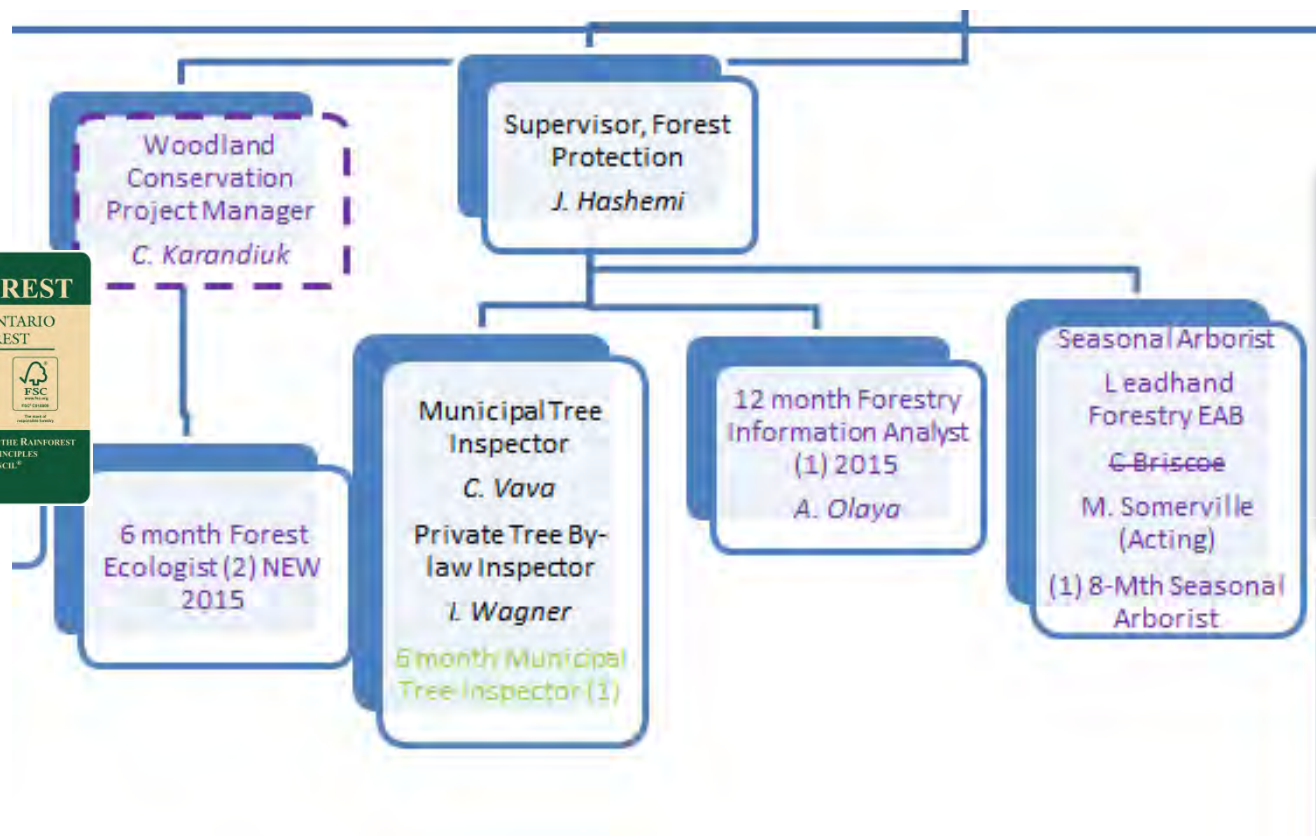 Woodland
Conservation
Project Manager
C. Karandiuk
Supervisor, Forest
Protection
J. Hashemi
REST
NTARIO
EST
FSC
THE RAINFOREST
INCIPLES
CIL®
6 month Forest
Ecologist (2) NEW
2015
Municipal Tree
Inspector
C. Vava
Private Tree By-
law Inspector
I. Wagner
6 month Municipal
Tree Inspector (1)
12 month Forestry
Information Analyst
(1) 2015
A. Olaya
Seasonal Arborist
Leadhand
Forestry EAB
C Briscoe
M. Somerville
(Acting)
(1) 8-Mth Seasonal
Arborist